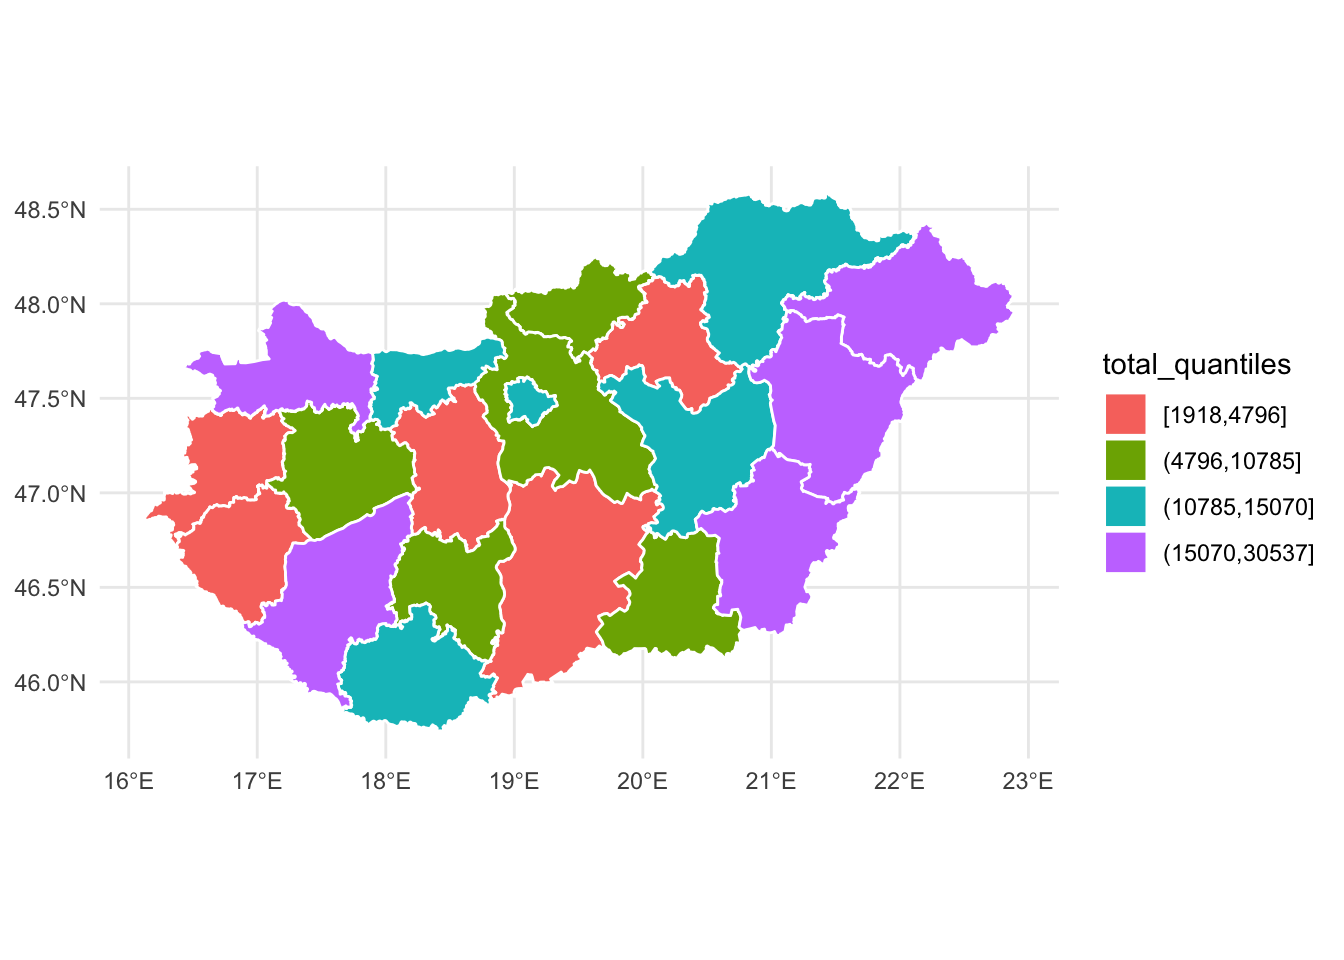 48.5°N
48.0°N
47.5°N
47.0°N
46.5°N
46.0°N
16°E 17°E 18°E 19°E 20°E 21°E 22°E 23°E
total_quantiles
[1918,4796]
(4796,10785]
(10785,15070]
(15070,30537]